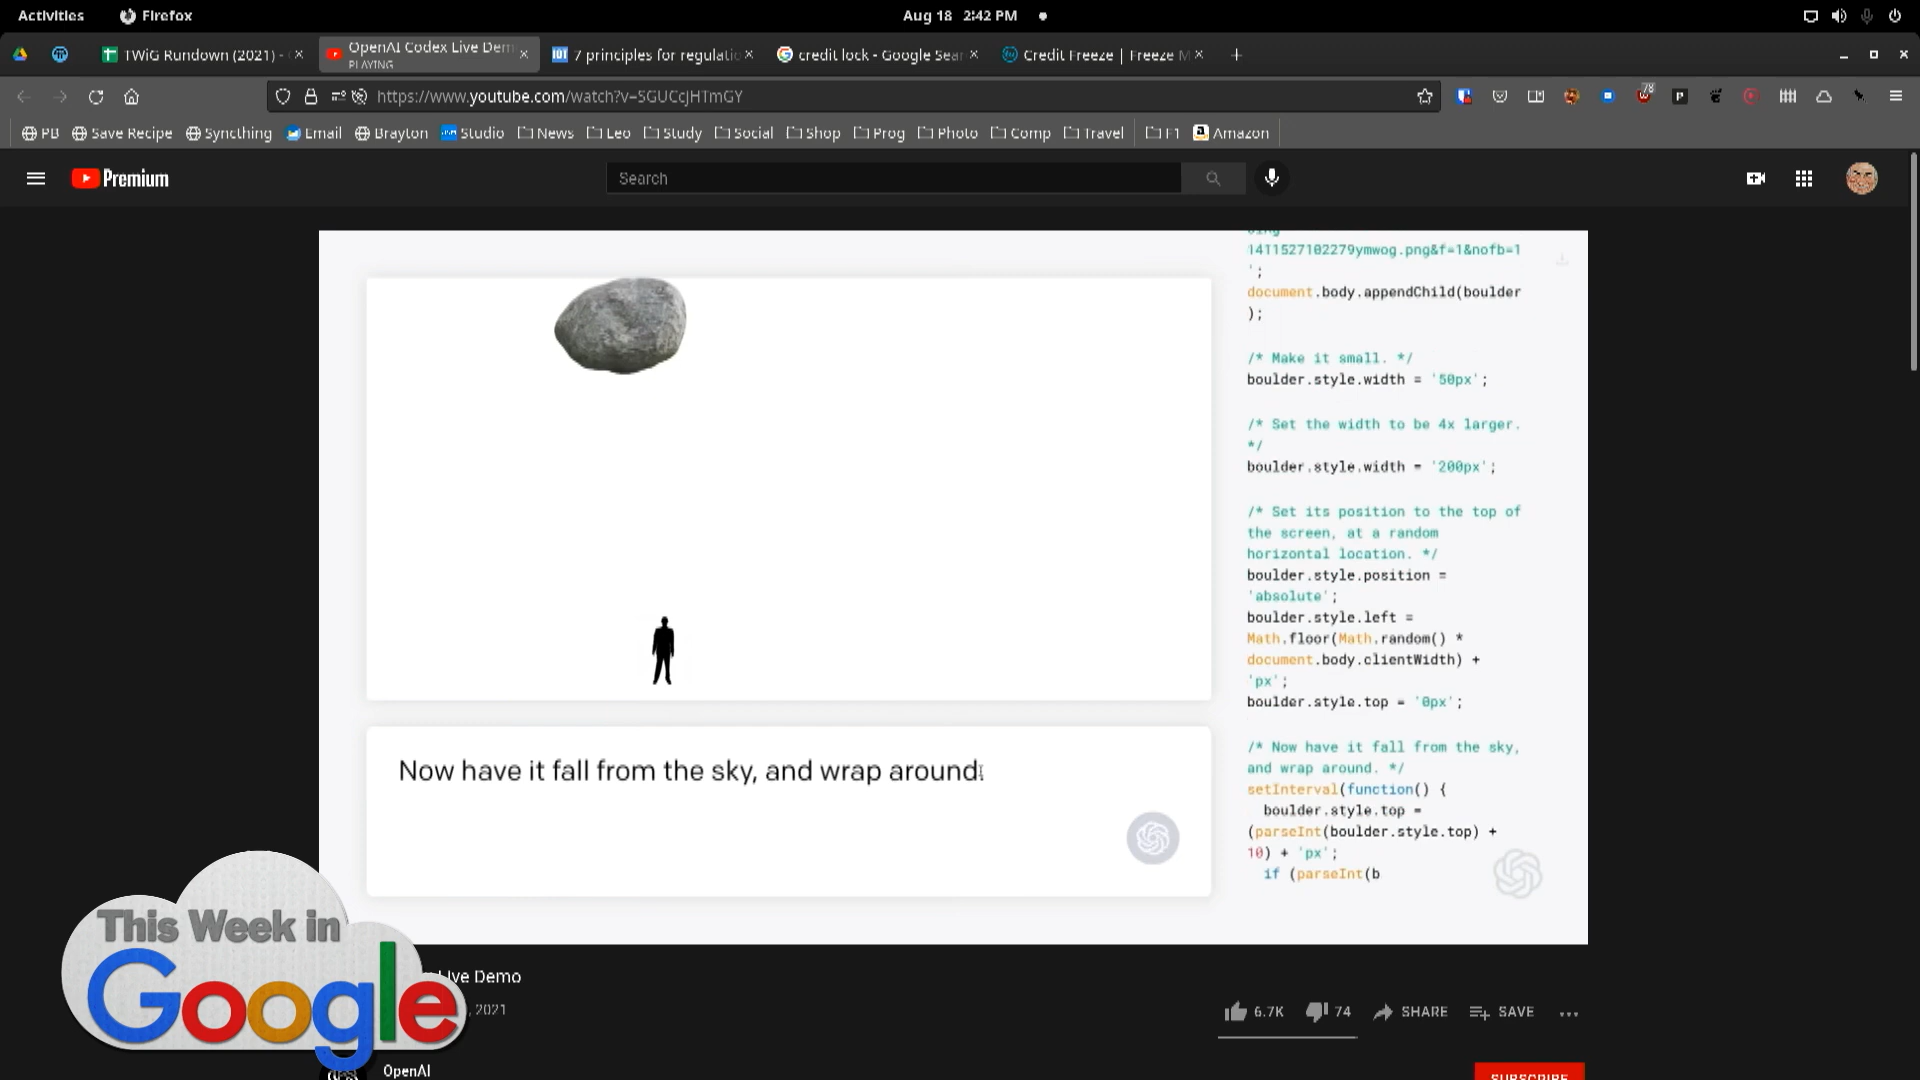 Activities
Firefox
Aug 18 2:42 PM
TWiG Rundown (2021) -
OpenAI Codex Live Dem
PLAYING
7 principles for regulatio
credit lock - Google Sear
Credit Freeze | Freeze M
https://www.youtube.com/watch?v=SGUCcjHTmGY
78
PB
Save Recipe
Syncthing
Email
Brayton
Studio
News
Leo
Study
Social
Shop
Prog
Photo
Comp
Travel
F1
Amazon
Premium
Search
1411527102279ymwog.png&f=1&nofb=1
';
document.body.appendChild(boulder
);
/* Make it small. */
boulder.style.width = '50px';
/* Set the width to be 4x larger.
*/
boulder.style.width = '200px';
/* Set its position to the top of
the screen, at a random
horizontal location. */
boulder.style.position =
'absolute';
boulder.style.left =
Math.floor(Math.random() *
document.body.clientWidth) +
'px';
boulder.style.top = '0px';
/* Now have it fall from the sky,
and wrap around. */
setInterval(function() {
boulder.style.top =
(parseInt(boulder.style.top) +
10) + 'px';
if (parseInt(b
Now have it fall from the sky, and wrap around.
This Week in
Google
Live Demo
, 2021
6.7K
74
SHARE
SAVE
OpenAI
SUBSCRIBE